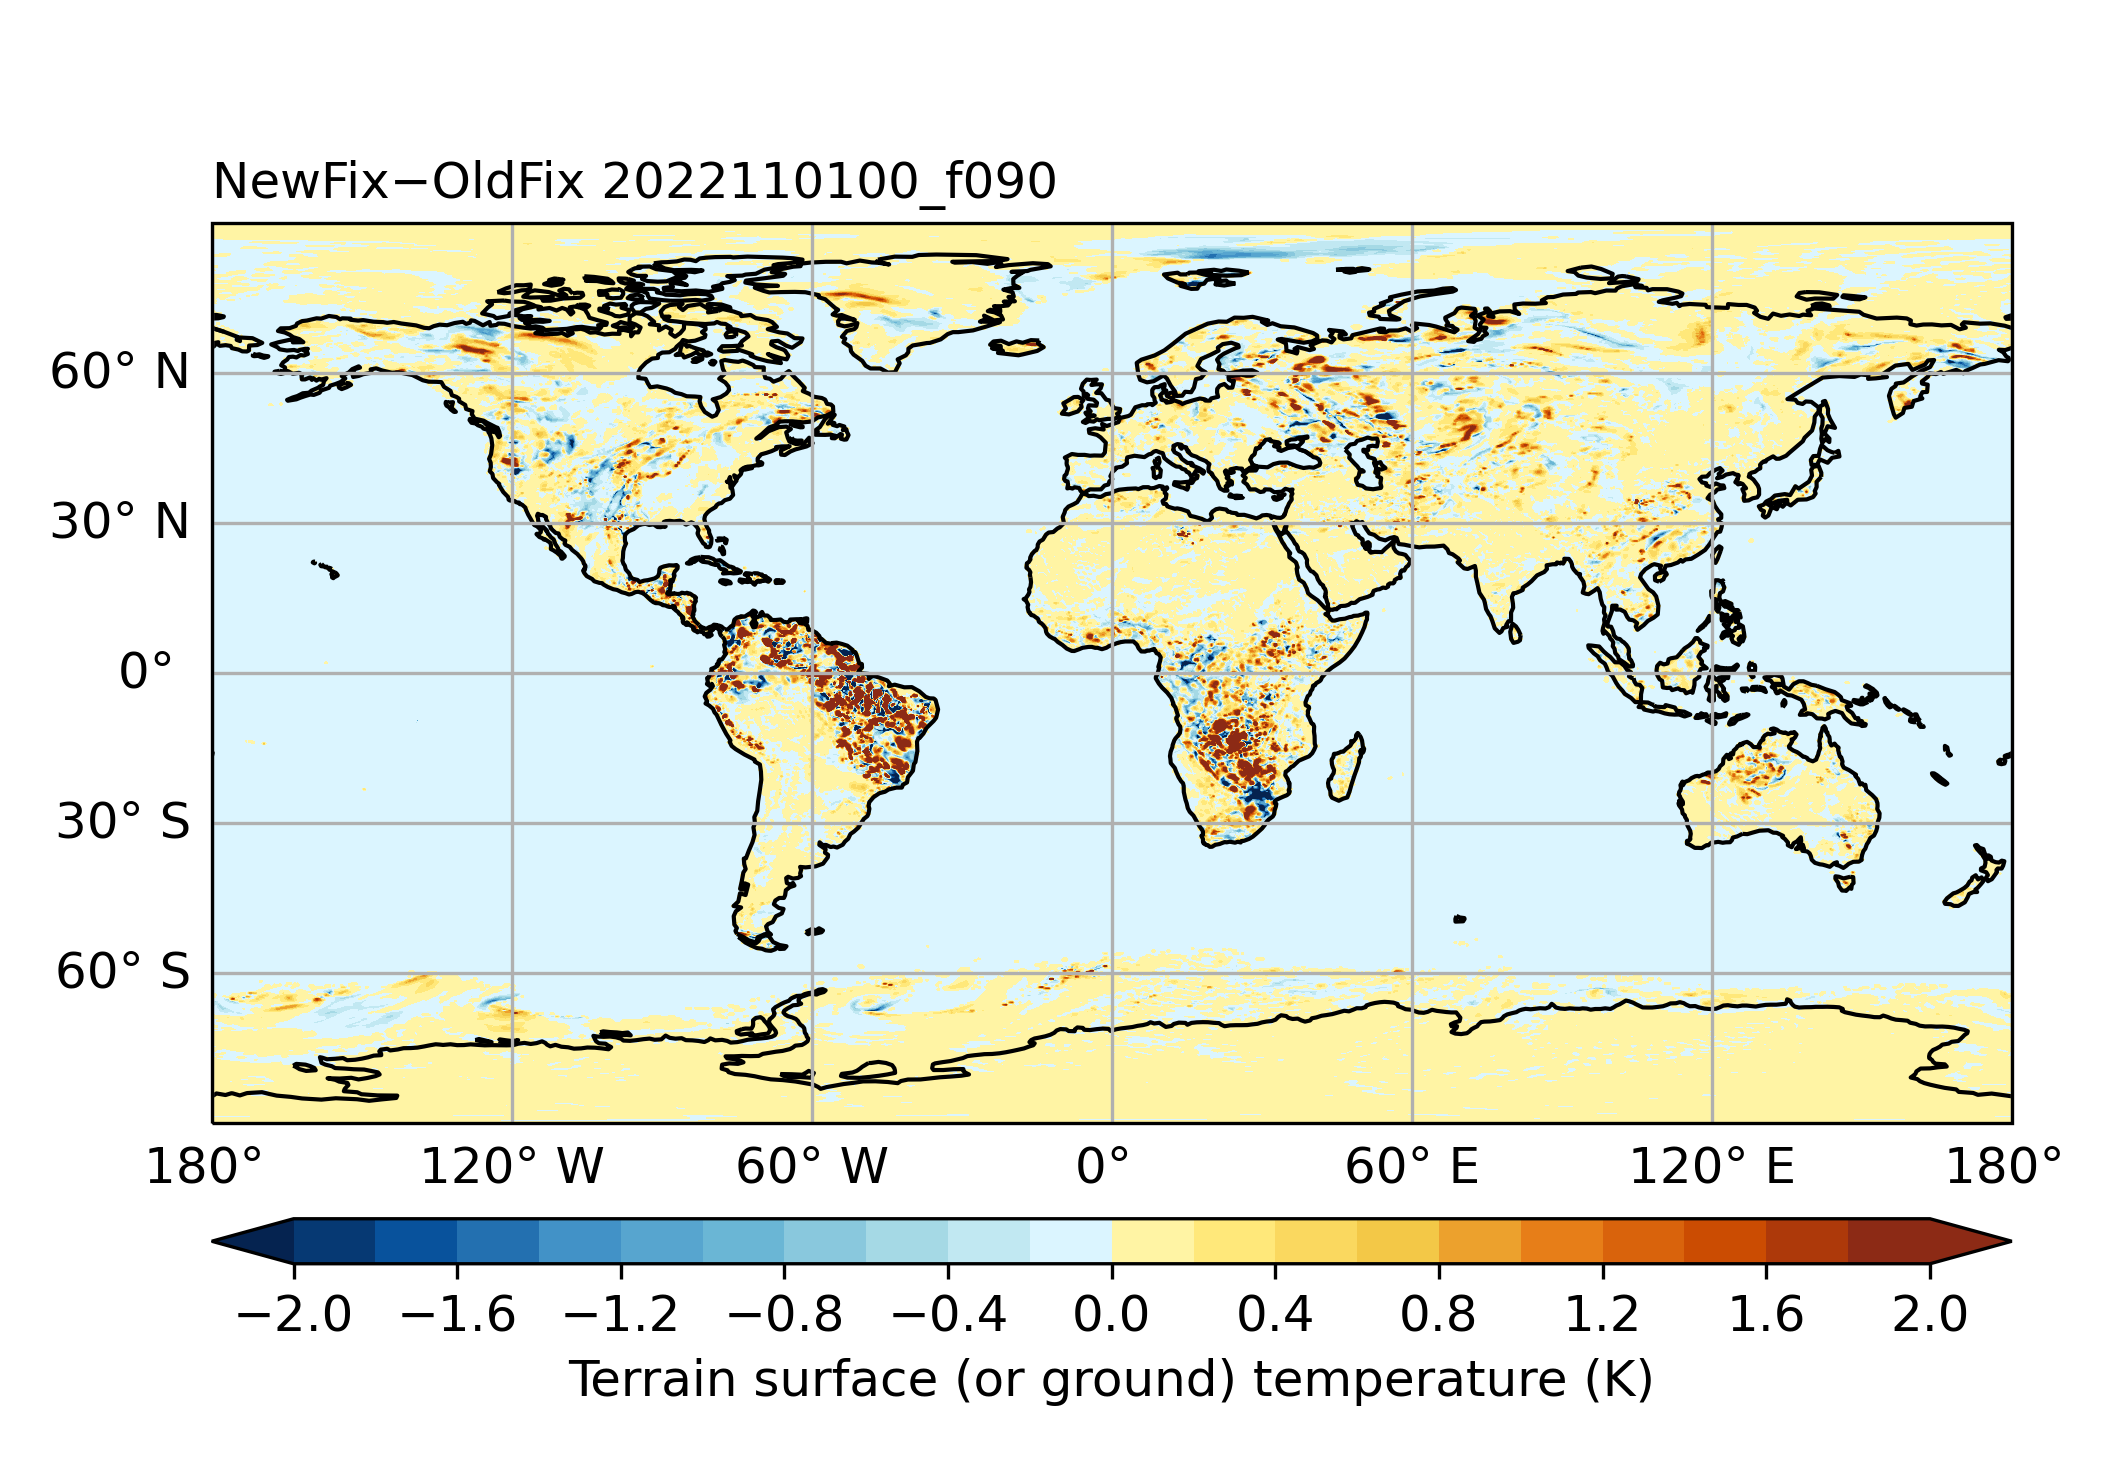 NewFix−OldFix 2022110100_f090
60° N
30° N
0°
30° S
60° S
180° 120° W 60° W 0° 60° E 120° E 180°
−2.0 −1.6 −1.2 −0.8 −0.4 0.0 0.4 0.8 1.2 1.6 2.0
Terrain surface (or ground) temperature (K)